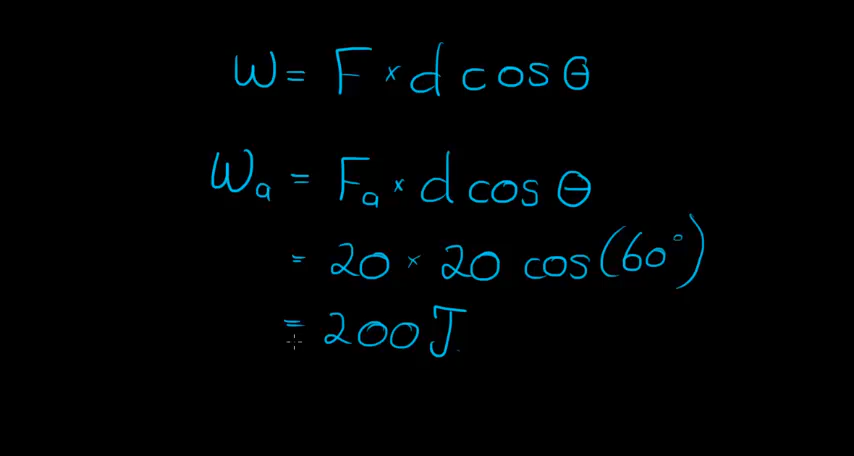 W = F × d cos θ
Wₐ = Fₐ × d cos θ
= 20 × 20 cos(60°)
= 200 J